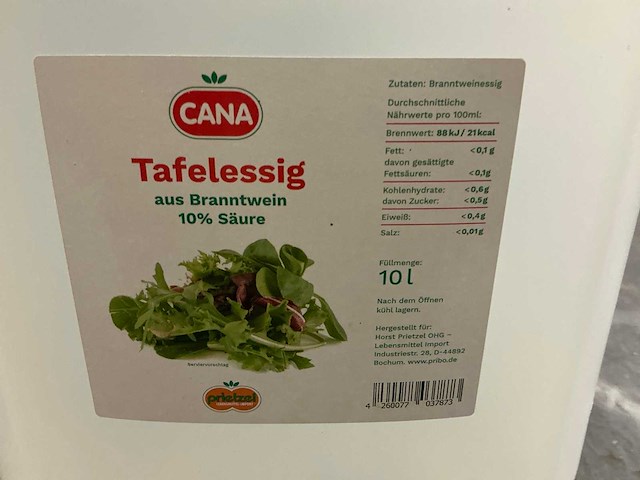 CANA
Tafelessig
aus Branntwein
10% Säure
Serviervorschlag
prietzel
Zutaten: Branntweinessig
Durchschnittliche
Nährwerte pro 100ml:
Brennwert: 88kJ/ 21kcal
Fett: <0,1 g
davon gesättigte
Fettsäuren: <0,1g
Kohlenhydrate: <0,6g
davon Zucker: <0,5g
Eiweiß: <0,4g
Salz: <0,01g
Füllmenge:
10 l
Nach dem Öffnen
kühl lagern.
Hergestellt für:
Horst Prietzel OHG –
Lebensmittel Import
Industriestr. 28, D-44892
Bochum. www.pribo.de
4 260077 037873